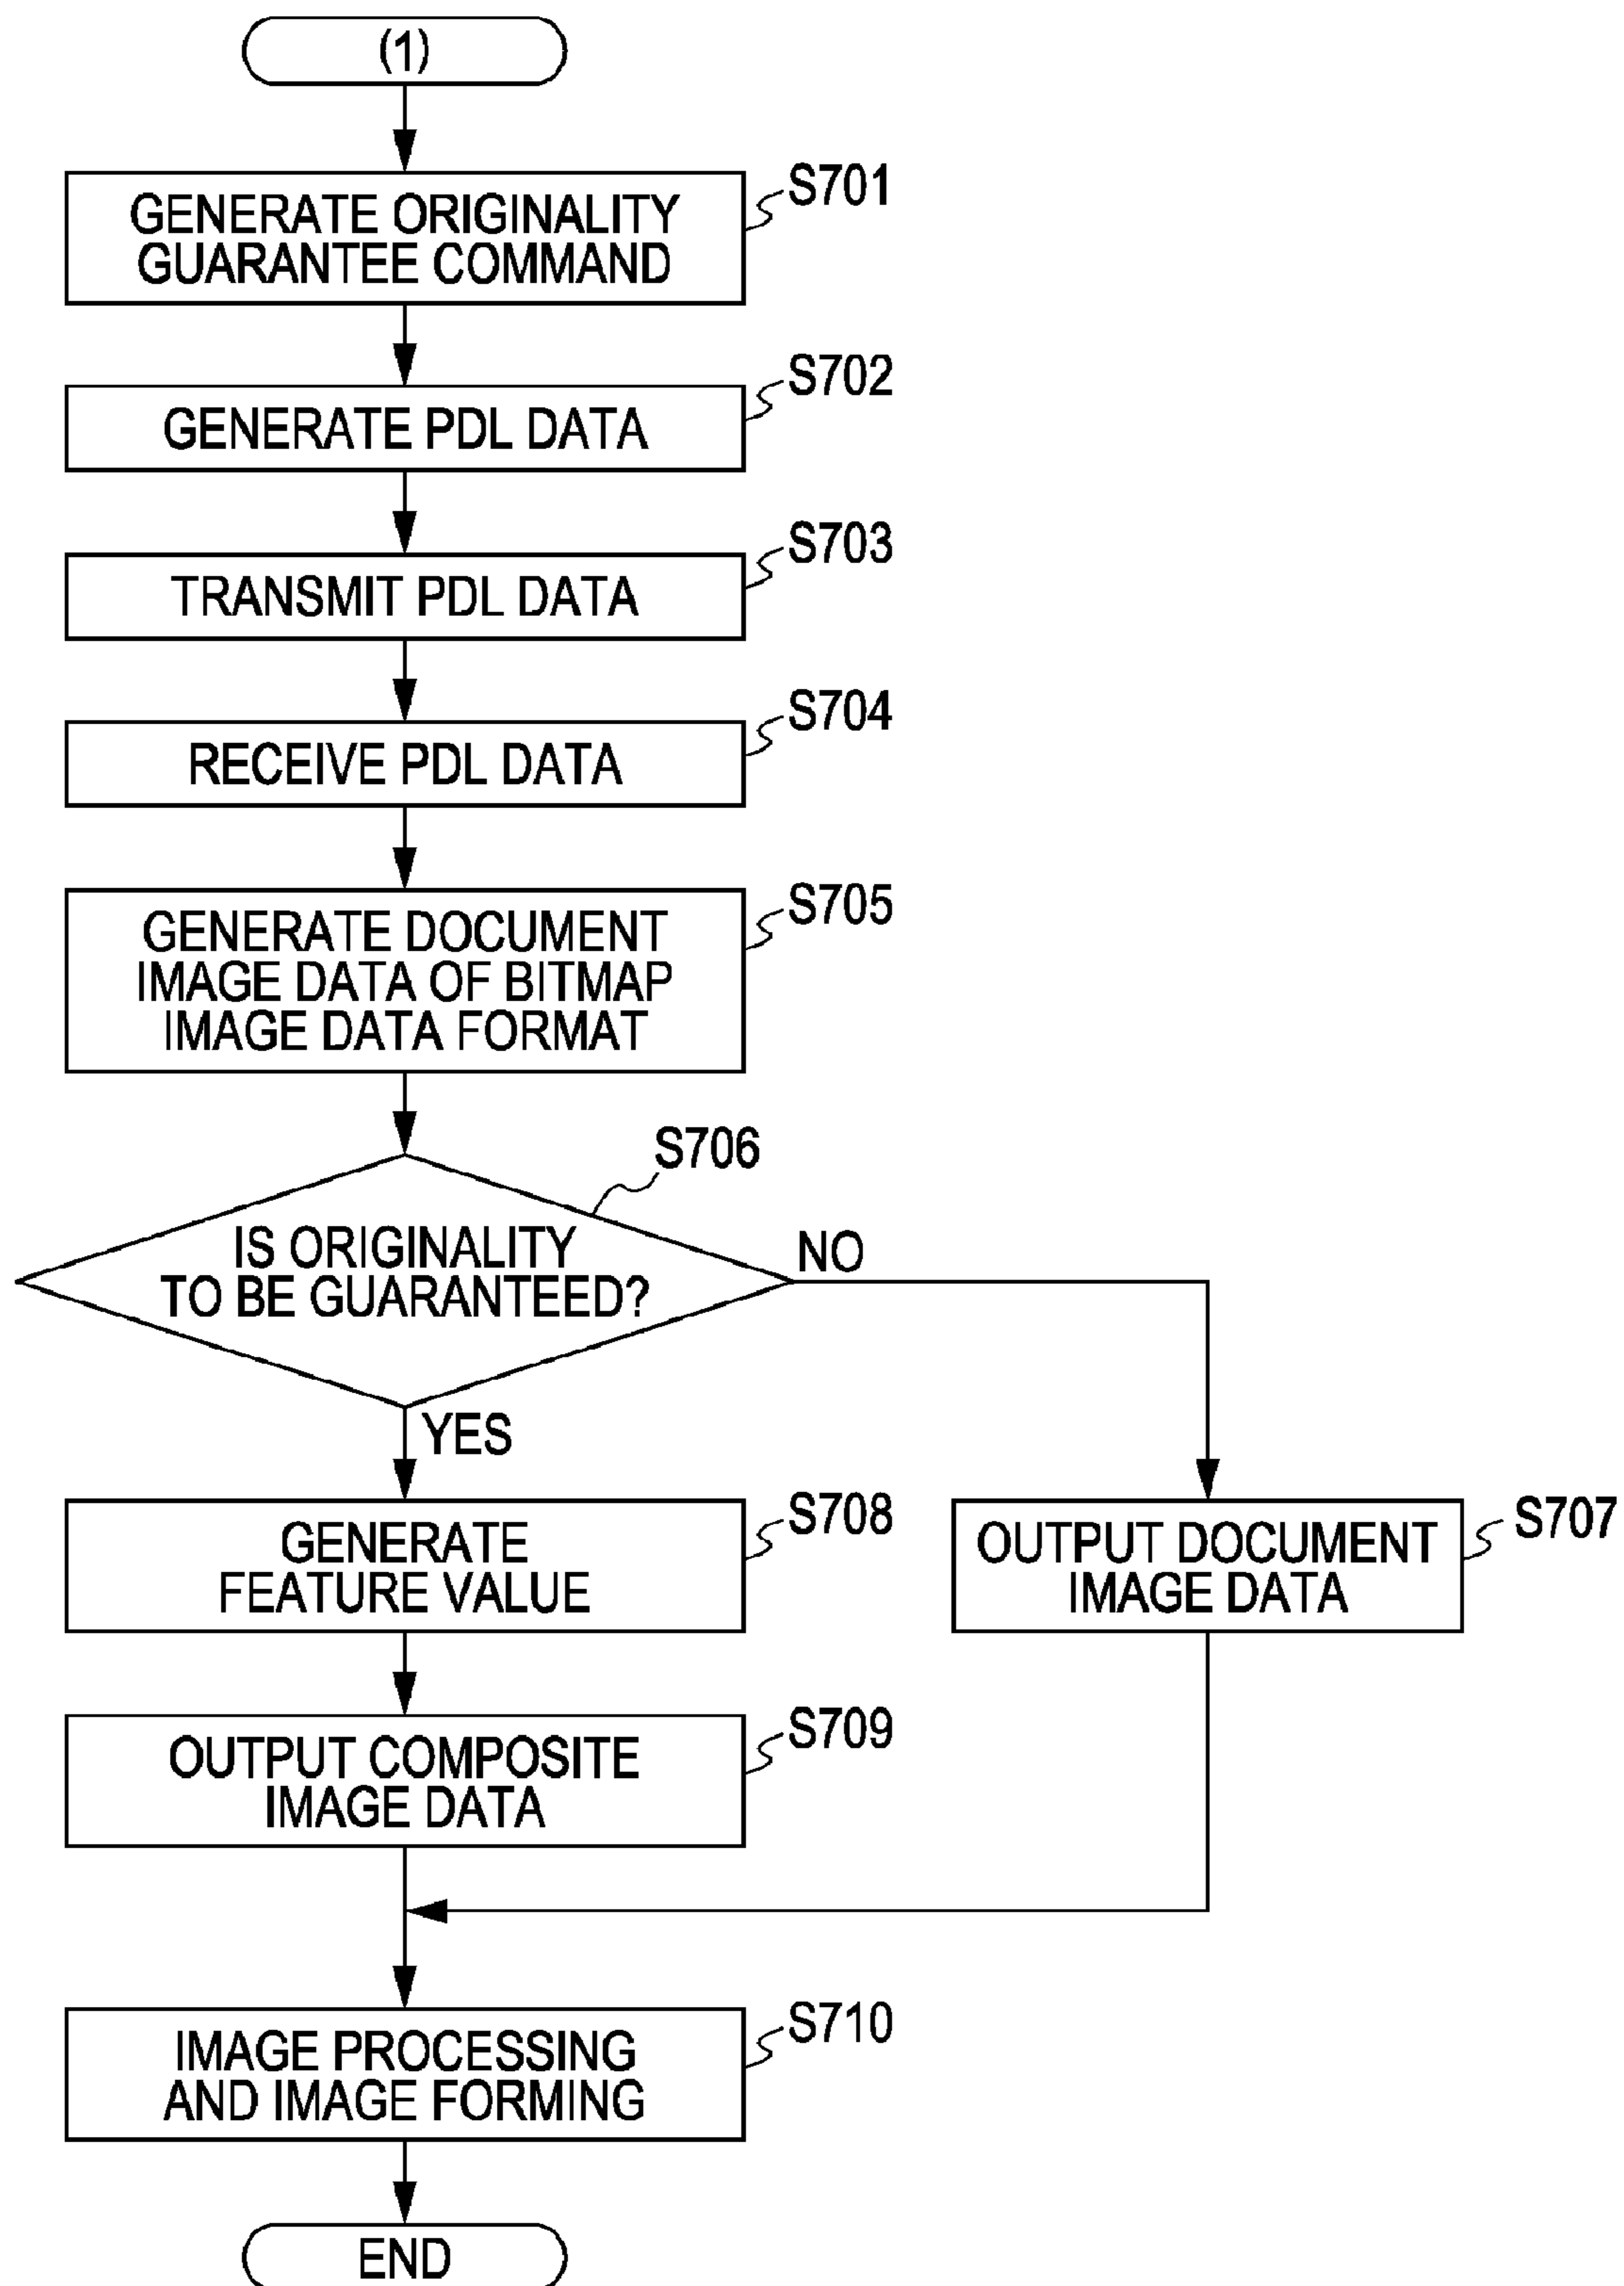 (1)
S701
GENERATE ORIGINALITY
GUARANTEE COMMAND
S702
GENERATE PDL DATA
S703
TRANSMIT PDL DATA
S704
RECEIVE PDL DATA
S705
GENERATE DOCUMENT
IMAGE DATA OF BITMAP
IMAGE DATA FORMAT
S706
IS ORIGINALITY
TO BE GUARANTEED?
NO
YES
S708
GENERATE
FEATURE VALUE
S707
OUTPUT DOCUMENT
IMAGE DATA
S709
OUTPUT COMPOSITE
IMAGE DATA
S710
IMAGE PROCESSING
AND IMAGE FORMING
END